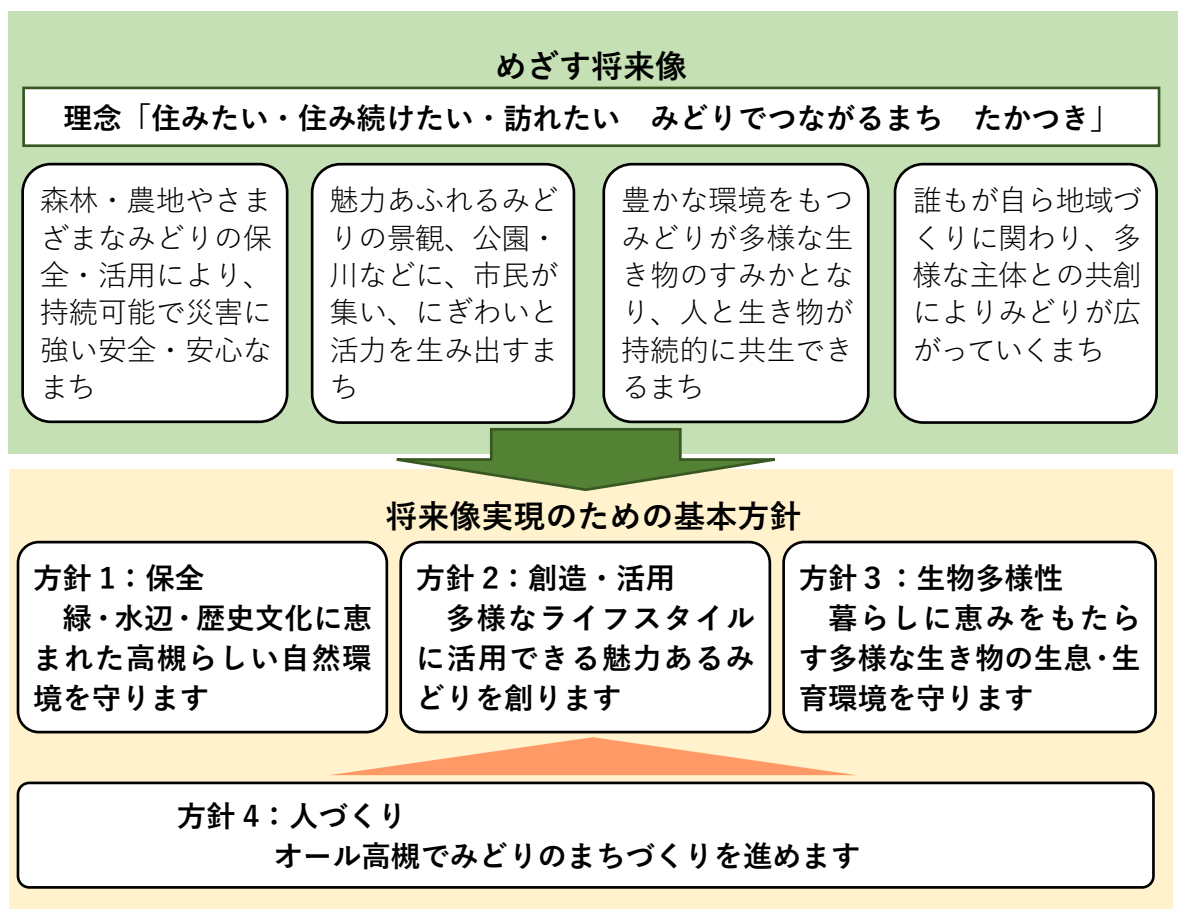 めざす将来像
理念「住みたい・住み続けたい・訪れたい　みどりでつながるまち　たかつき」
森林・農地やさま
ざまなみどりの保
全・活用により、
持続可能で災害に
強い安全・安心な
まち
魅力あふれるみど
りの景観、公園・
川などに、市民が
集い、にぎわいと
活力を生み出すま
ち
豊かな環境をもつ
みどりが多様な生
き物のすみかとな
り、人と生き物が
持続的に共生でき
るまち
誰もが自ら地域づ
くりに関わり、多
様な主体との共創
によりみどりが広
がっていくまち
将来像実現のための基本方針
方針1：保全
　緑・水辺・歴史文化に恵
まれた高槻らしい自然環
境を守ります
方針2：創造・活用
　多様なライフスタイル
に活用できる魅力あるみ
どりを創ります
方針3：生物多様性
　暮らしに恵みをもたら
す多様な生き物の生息・生
育環境を守ります
方針4：人づくり
オール高槻でみどりのまちづくりを進めます